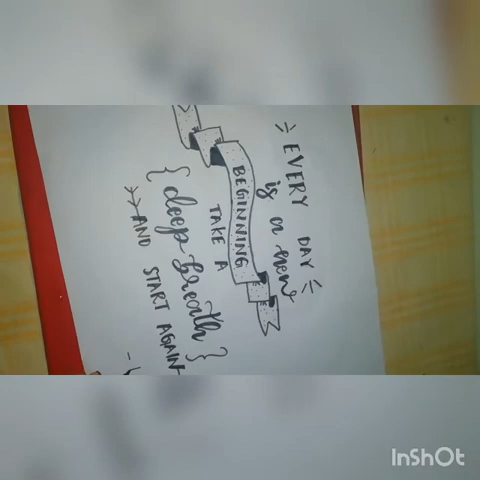 EVERY DAY
is a new
BEGINNING
TAKE A
{deep breath}
>>> AND START AGAIN
InShOt